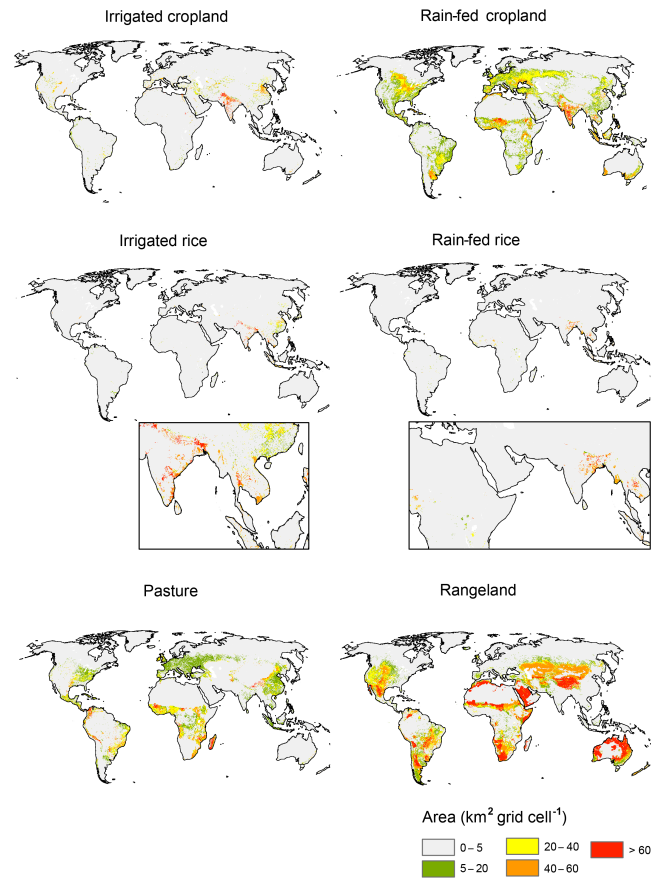 Irrigated cropland
Rain-fed cropland
Irrigated rice
Rain-fed rice
Pasture
Rangeland
Area (km² grid cell⁻¹)
0–5
20–40
> 60
5–20
40–60